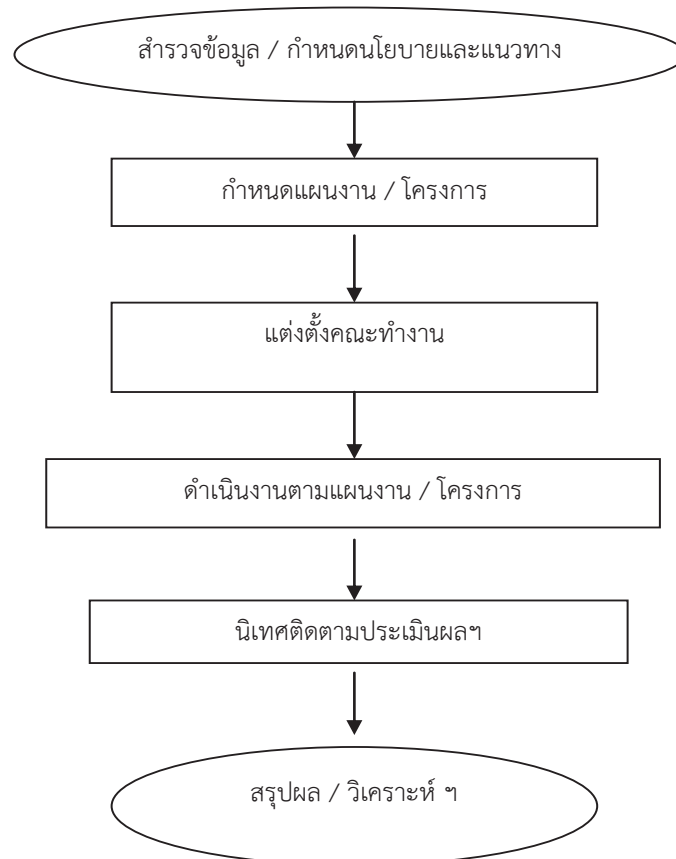 สำรวจข้อมูล / กำหนดนโยบายและแนวทาง
กำหนดแผนงาน / โครงการ
แต่งตั้งคณะทำงาน
ดำเนินงานตามแผนงาน / โครงการ
นิเทศติดตามประเมินผลฯ
สรุปผล / วิเคราะห์ ฯ